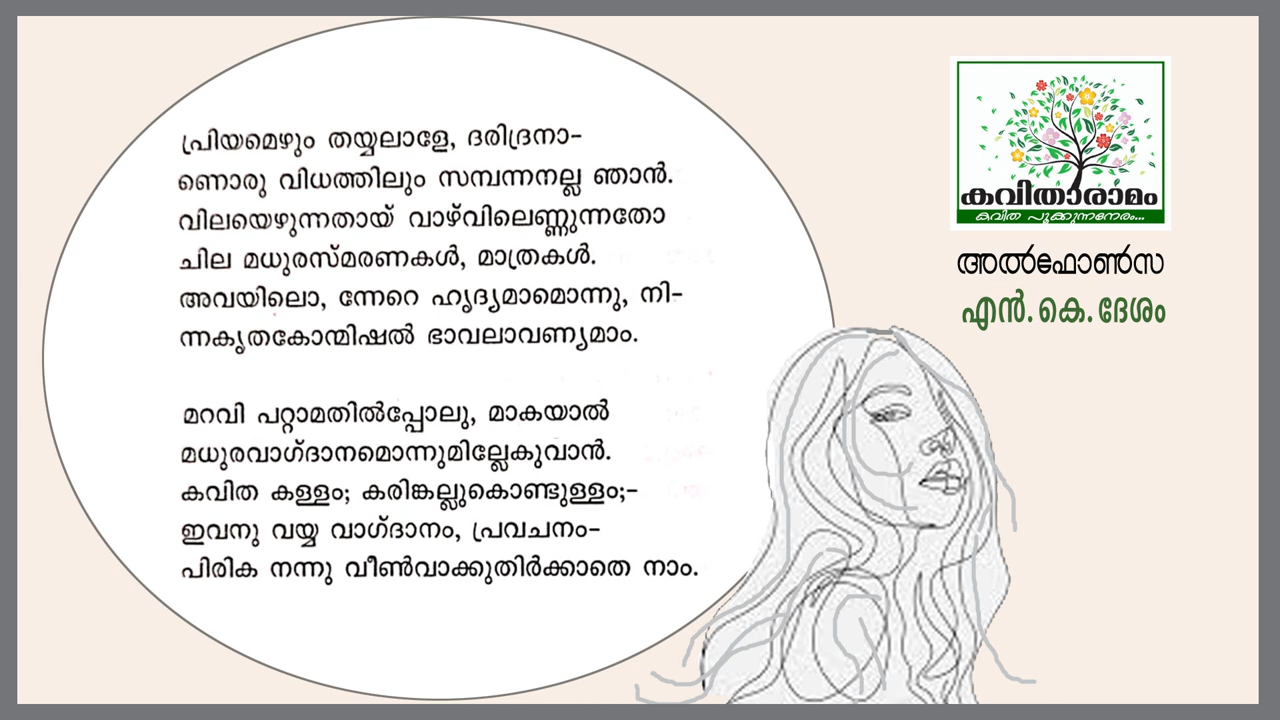 പ്രിയമെഴും തയ്യലാളേ, ദരിദ്രനാ-
ണൊരു വിധത്തിലും സമ്പന്നനല്ല ഞാൻ.
വിലയെഴുന്നതായ് വാഴ്‌വിലെണ്ണുന്നതോ
ചില മധുരസ്മരണകൾ, മാത്രകൾ.
അവയിലൊ, ന്നേറെ ഹൃദ്യമാമൊന്നു, നി-
ന്നകൃതകോന്മിഷൽ ഭാവലാവണ്യമാം.
മറവി പറ്റാമതിൽപ്പോലു, മാകയാൽ
മധുരവാഗ്ദാനമൊന്നുമില്ലേകുവാൻ.
കവിത കള്ളം; കരിങ്കല്ലുകൊണ്ടുള്ളം;-
ഇവനു വയ്യ വാഗ്ദാനം, പ്രവചനം-
പിരിക നന്നു വീൺവാക്കുതിർക്കാതെ നാം.
കവിതാരാമം
കവിത പൂക്കുന്നനേരം...
അൽഫോൺസ
എൻ.കെ.ദേശം